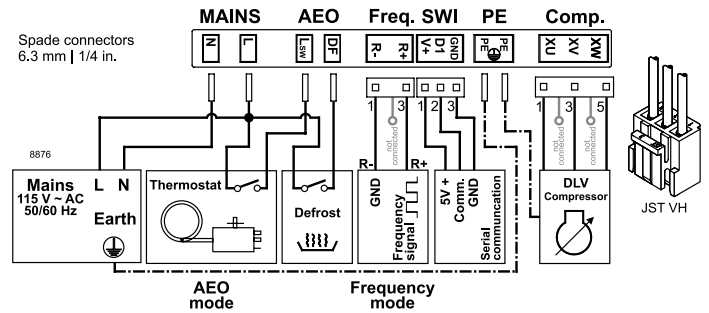 MAINS AEO Freq. SWI PE Comp.
Spade connectors
6.3 mm | 1/4 in.
N L LSW DF R- R+ V+ D1 GND PE PE XU XV XW
1 3 1 2 3 1 3 5
not connected
not connected
not connected
8876
R- R+
Mains
115 V ~ AC
50/60 Hz
L N
Earth
Thermostat
Defrost
GND
Frequency
signal
5V +
Comm.
GND
Serial
communcation
DLV
Compressor
JST VH
AEO
mode
Frequency
mode